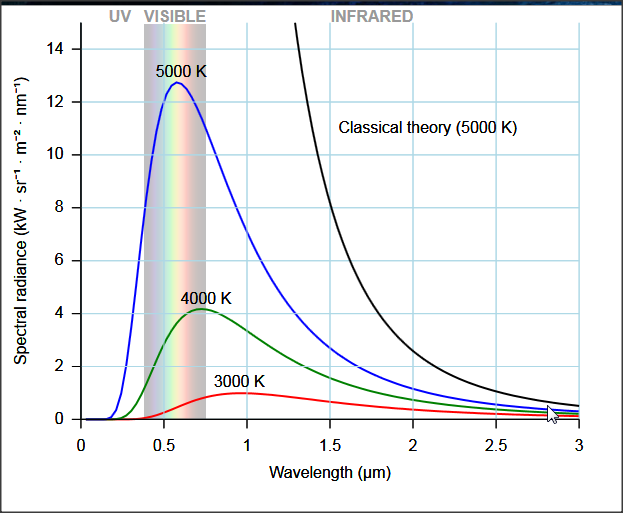 UV VISIBLE INFRARED
14
5000 K
12
Classical theory (5000 K)
10
8
6
4000 K
4
3000 K
2
0
0 0.5 1 1.5 2 2.5 3
Wavelength (µm)
Spectral radiance (kW · sr⁻¹ · m⁻² · nm⁻¹)